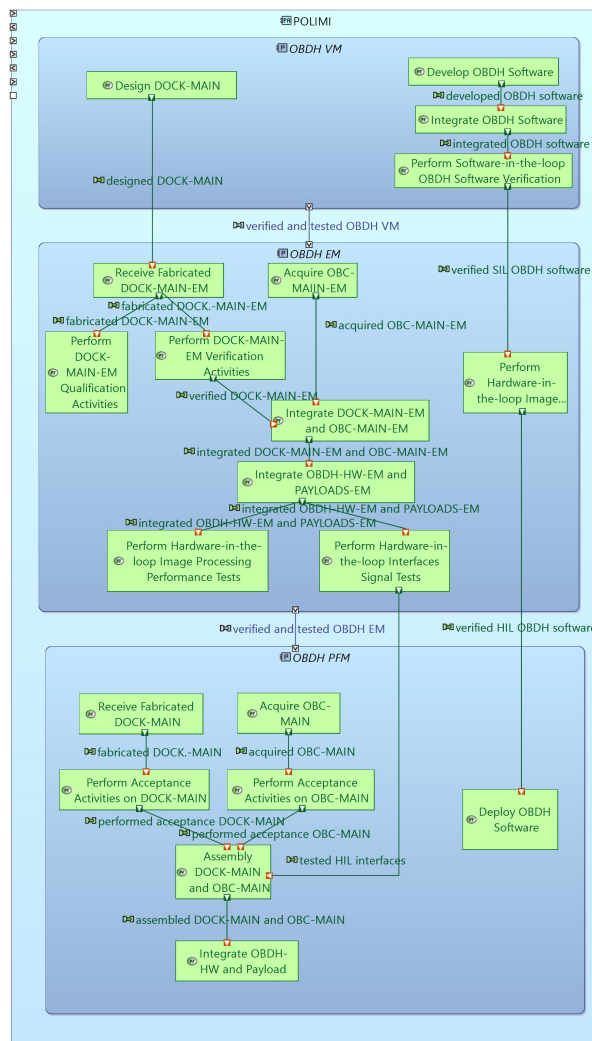 POLIMI
OBDH VM
Design DOCK-MAIN
Develop OBDH Software
developed OBDH software
Integrate OBDH Software
integrated OBDH software
Perform Software-in-the-loop
OBDH Software Verification
designed DOCK-MAIN
verified and tested OBDH VM
OBDH EM
Receive Fabricated
DOCK-MAIN-EM
Acquire OBC-
MAIIN-EM
verified SIL OBDH software
fabricated DOCK.-MAIN-EM
fabricated DOCK-MAIN-EM
acquired OBC-MAIN-EM
Perform
DOCK-
MAIN-EM
Qualification
Activities
Perform DOCK-MAIN-
EM Verification
Activities
Perform
Hardware-in-
the-loop Image...
verified DOCK-MAIN-EM
Integrate DOCK-MAIN-EM
and OBC-MAIN-EM
integrated DOCK-MAIN-EM and OBC-MAIN-EM
Integrate OBDH-HW-EM and
PAYLOADS-EM
integrated OBDH-HW-EM and PAYLOADS-EM
integrated OBDH-HW-EM and PAYLOADS-EM
Perform Hardware-in-the-
loop Image Processing
Performance Tests
Perform Hardware-in-
the-loop Interfaces
Signal Tests
verified and tested OBDH EM
verified HIL OBDH software
OBDH PFM
Receive Fabricated
DOCK-MAIN
Acquire OBC-
MAIN
fabricated DOCK.-MAIN
acquired OBC-MAIN
Perform Acceptance
Activities on DOCK-MAIN
Perform Acceptance
Activities on OBC-MAIN
Deploy OBDH
Software
performed acceptance DOCK-MAIN
performed acceptance OBC-MAIN
Assembly
DOCK-MAIN
and OBC-MAIN
tested HIL interfaces
assembled DOCK-MAIN and OBC-MAIN
Integrate OBDH-
HW and Payload